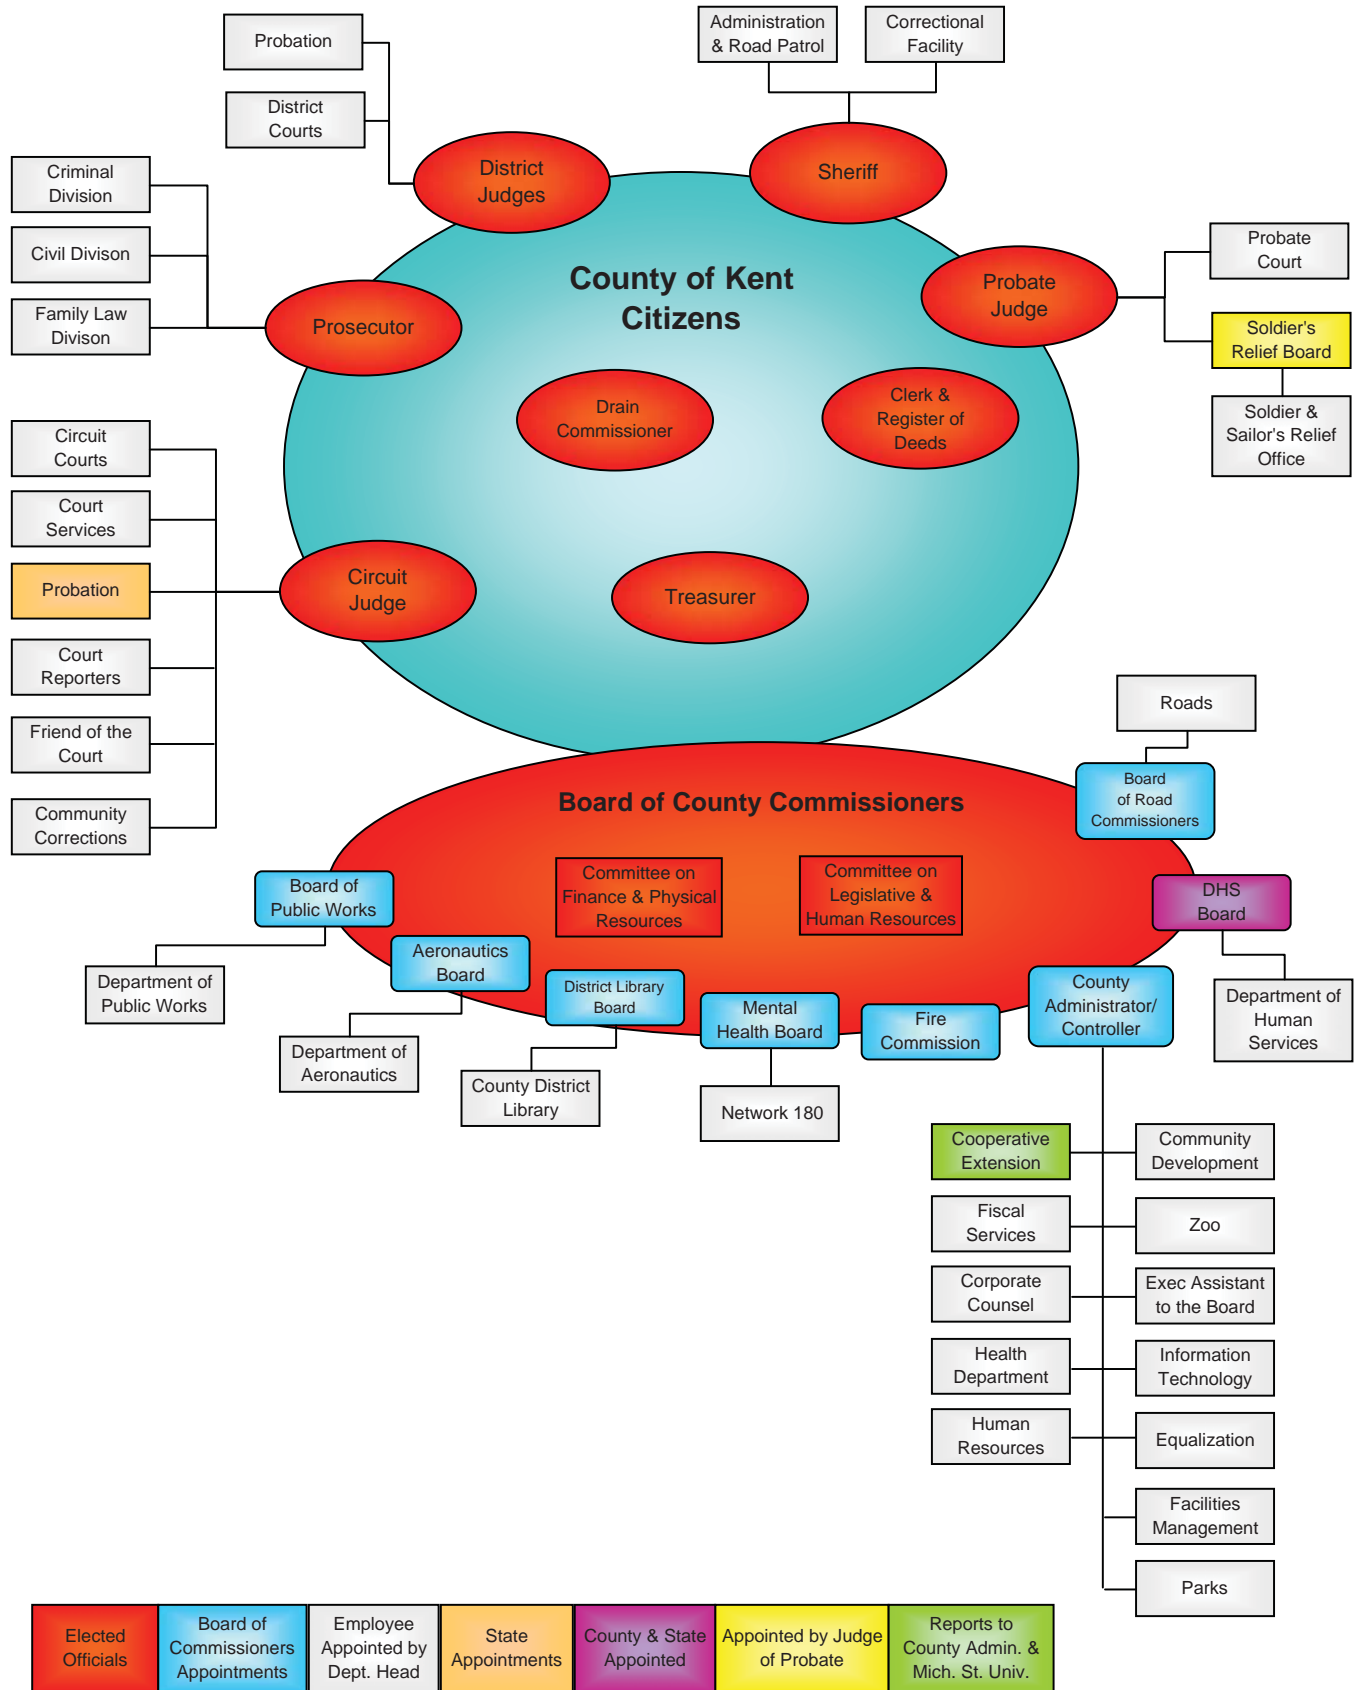 Probation
District
Courts
Administration
& Road Patrol
Correctional
Facility
District
Judges
Sheriff
Criminal
Division
Civil Divison
Family Law
Divison
Prosecutor
County of Kent
Citizens
Probate
Judge
Probate
Court
Soldier's
Relief Board
Soldier &
Sailor's Relief
Office
Drain
Commissioner
Clerk &
Register of
Deeds
Circuit
Courts
Court
Services
Probation
Court
Reporters
Friend of the
Court
Community
Corrections
Circuit
Judge
Treasurer
Roads
Board
of Road
Commissioners
Board of County Commissioners
Committee on
Finance & Physical
Resources
Committee on
Legislative &
Human Resources
DHS
Board
Department of
Human
Services
Board of
Public Works
Department of
Public Works
Aeronautics
Board
Department of
Aeronautics
District Library
Board
County District
Library
Mental
Health Board
Network 180
Fire
Commission
County
Administrator/
Controller
Cooperative
Extension
Community
Development
Fiscal
Services
Zoo
Corporate
Counsel
Exec Assistant
to the Board
Health
Department
Information
Technology
Human
Resources
Equalization
Facilities
Management
Parks
Elected
Officials
Board of
Commissioners
Appointments
Employee
Appointed by
Dept. Head
State
Appointments
County & State
Appointed
Appointed by Judge
of Probate
Reports to
County Admin. &
Mich. St. Univ.